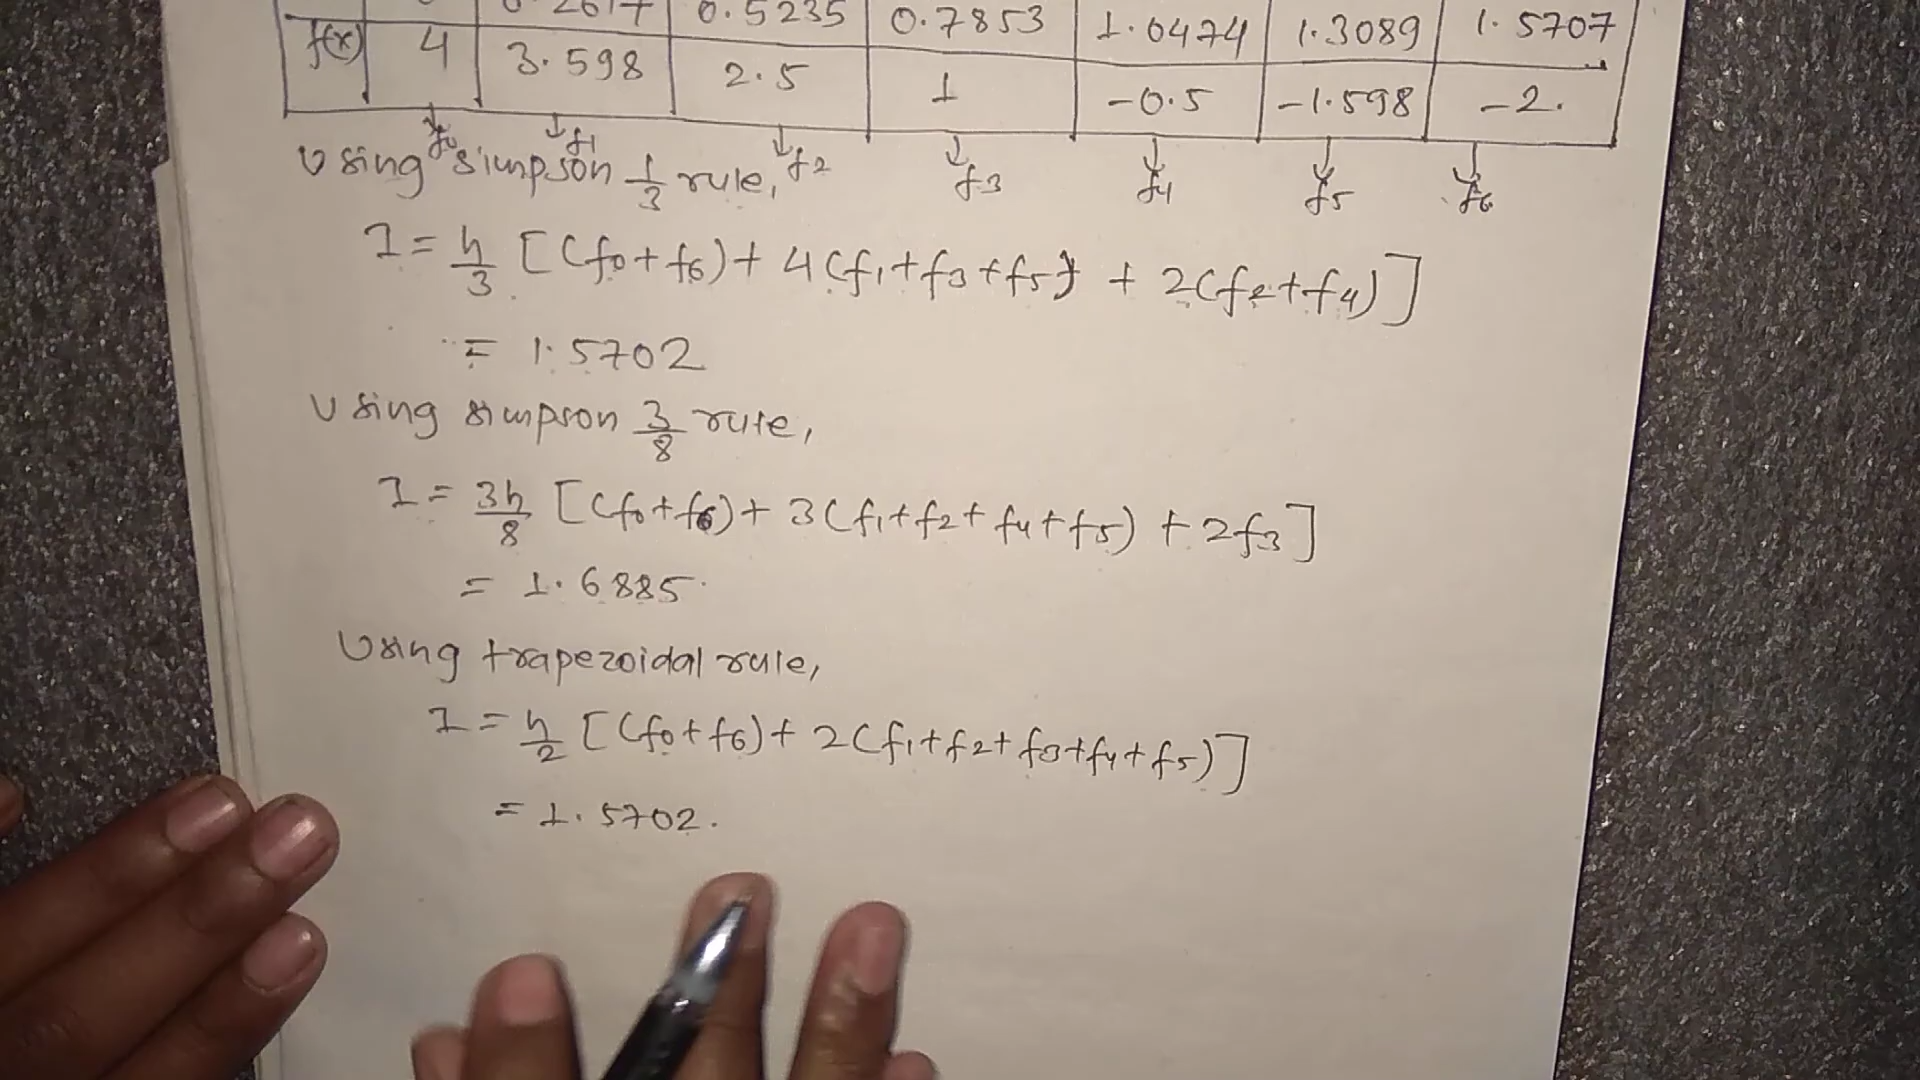 0.2617 0.5235 0.7853 1.0474 1.3089 1.5707
f(x) 4 3.598 2.5 1 -0.5 -1.598 -2.
f0 f1 f2 f3 f4 f5 f6
Using simpson 1/3 rule,
I = h/3 [(f0+f6)+ 4(f1+f3+f5) + 2(f2+f4)]
= 1.5702
Using simpson 3/8 rule,
I = 3h/8 [(f0+f6)+ 3(f1+f2+f4+f5) + 2f3]
= 1.6885
Using trapezoidal rule,
I = h/2 [(f0+f6)+ 2(f1+f2+f3+f4+f5)]
= 1.5702.